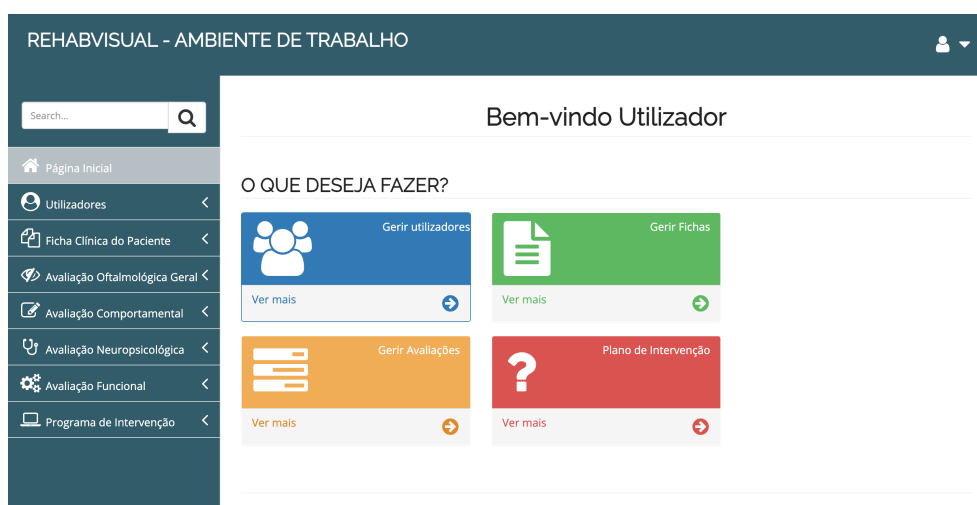 REHABVISUAL - AMBIENTE DE TRABALHO
Search...
Página Inicial
Utilizadores
Ficha Clínica do Paciente
Avaliação Oftalmológica Geral
Avaliação Comportamental
Avaliação Neuropsicológica
Avaliação Funcional
Programa de Intervenção
Bem-vindo Utilizador
O QUE DESEJA FAZER?
Gerir utilizadores
Ver mais
Gerir Fichas
Ver mais
Gerir Avaliações
Ver mais
Plano de Intervenção
Ver mais